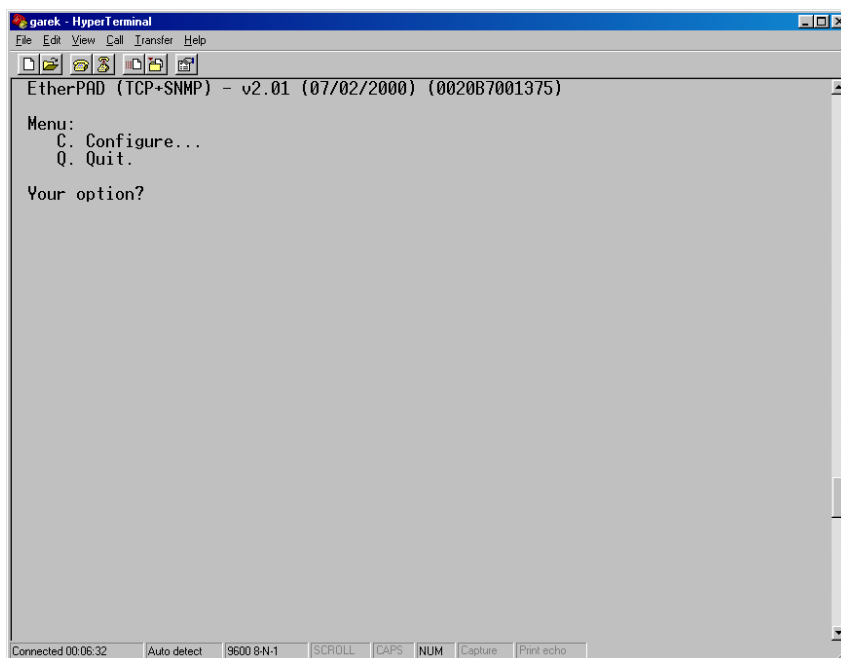 garek - HyperTerminal
File Edit View Call Transfer Help
EtherPAD (TCP+SNMP) - v2.01 (07/02/2000) (0020B7001375)
Menu:
C. Configure...
Q. Quit.
Your option?
Connected 00:06:32 Auto detect 9600 8-N-1 SCROLL CAPS NUM Capture Print echo